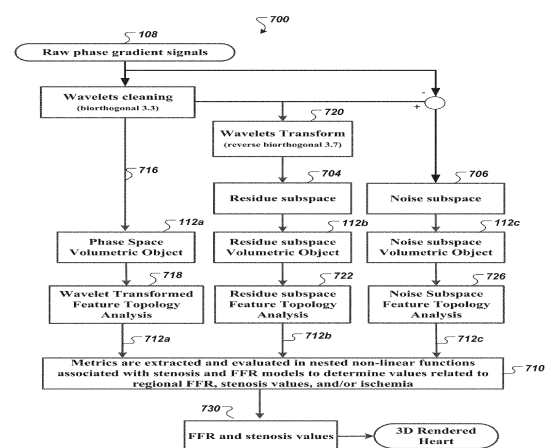 700
108
Raw phase gradient signals
-
+
Wavelets cleaning
(biorthogonal 3.3)
720
Wavelets Transform
(reverse biorthogonal 3.7)
716
704
706
Residue subspace
Noise subspace
112a
112b
112c
Phase Space
Volumetric Object
Residue subspace
Volumetric Object
Noise subspace
Volumetric Object
718
722
726
Wavelet Transformed
Feature Topology
Analysis
Residue subspace
Feature Topology
Analysis
Noise Subspace
Feature Topology
Analysis
712a
712b
712c
Metrics are extracted and evaluated in nested non-linear functions
associated with stenosis and FFR models to determine values related to
regional FFR, stenosis values, and/or ischemia
710
730
FFR and stenosis values
3D Rendered
Heart